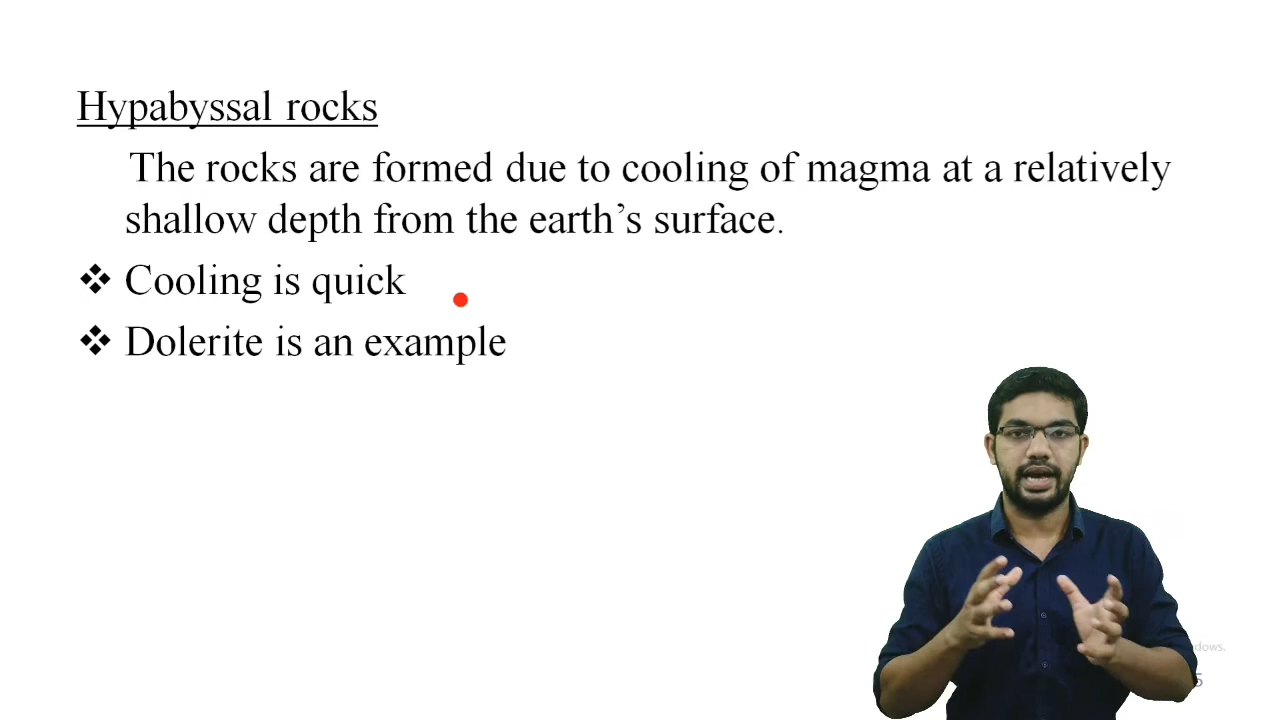 Hypabyssal rocks
The rocks are formed due to cooling of magma at a relatively
shallow depth from the earth’s surface.
❖ Cooling is quick
❖ Dolerite is an example